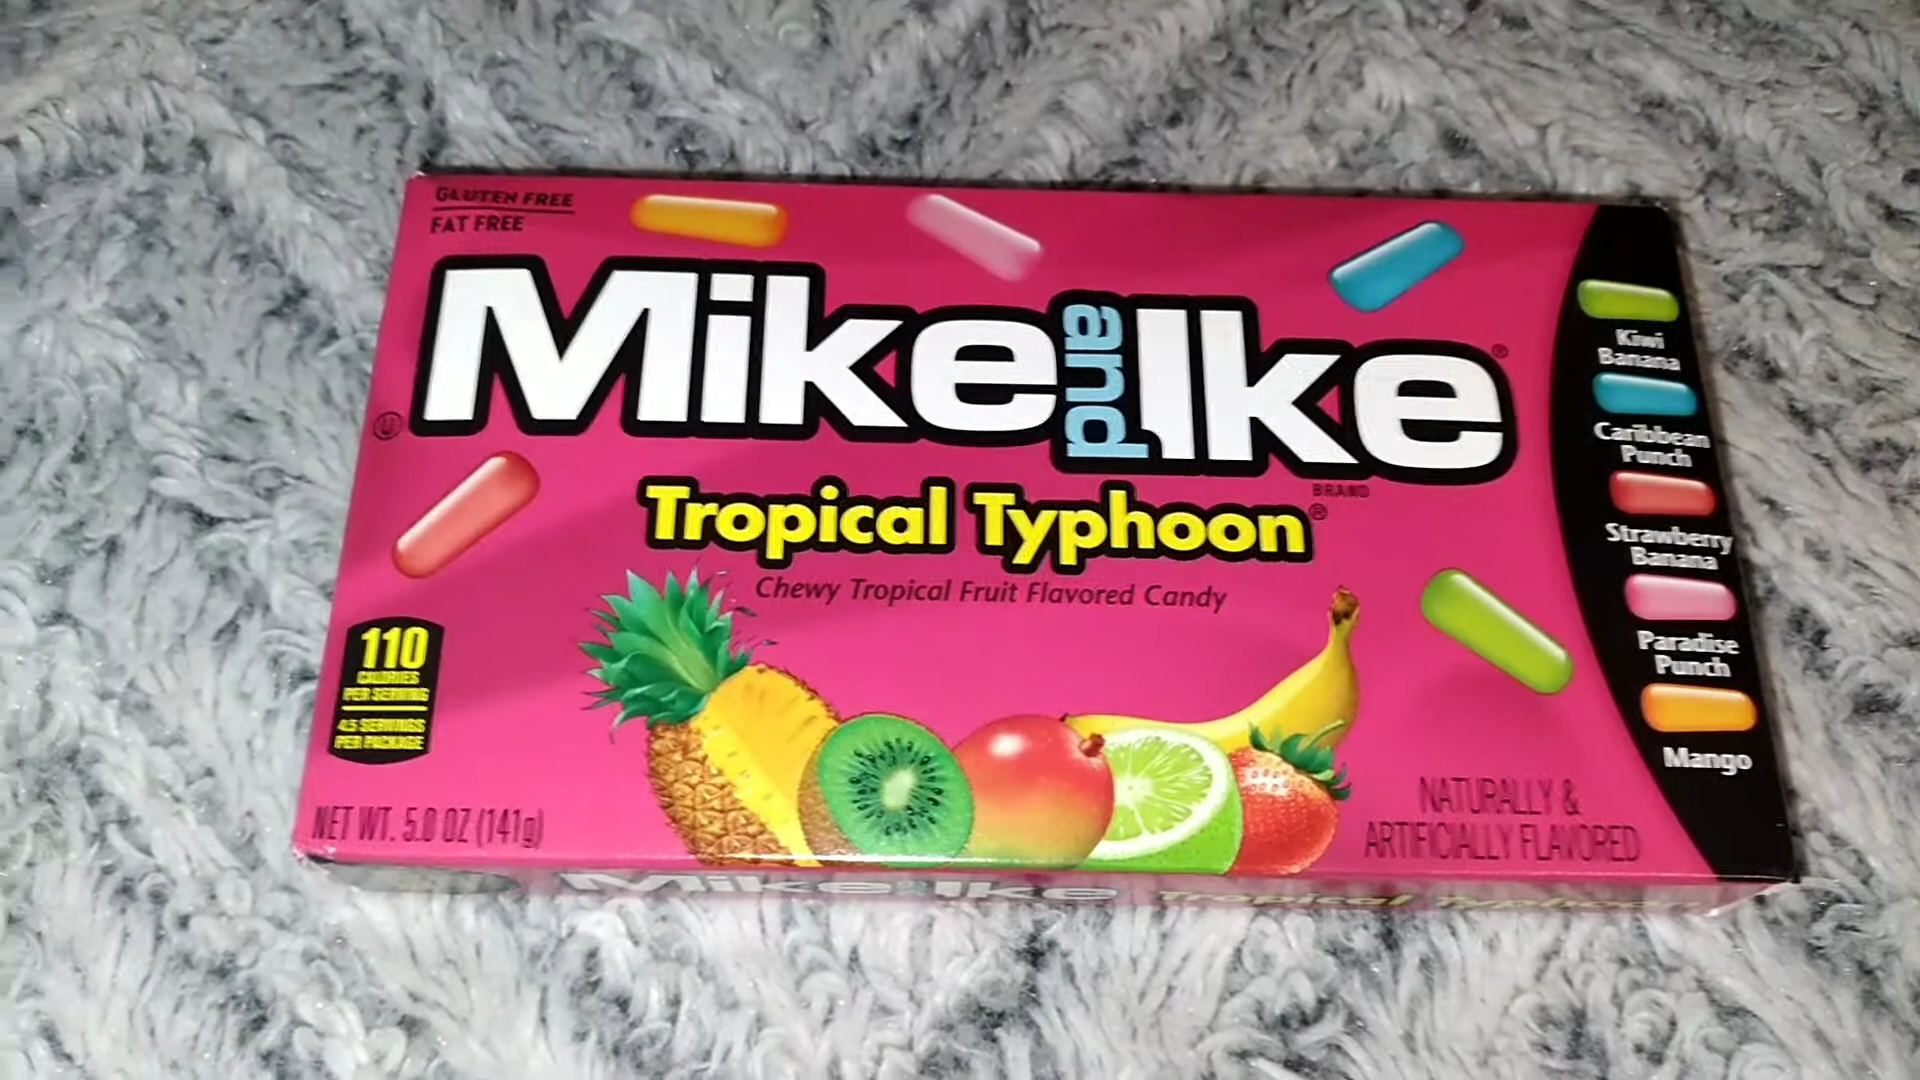 GLUTEN FREE
FAT FREE
Mike and Ike®
BRAND
Tropical Typhoon®
Chewy Tropical Fruit Flavored Candy
U
110
CALORIES
PER SERVING
4.5 SERVINGS
PER PACKAGE
NET WT. 5.0 OZ (141g)
Kiwi
Banana
Caribbean
Punch
Strawberry
Banana
Paradise
Punch
Mango
NATURALLY &
ARTIFICIALLY FLAVORED
Mike and Ike Tropical Typhoon